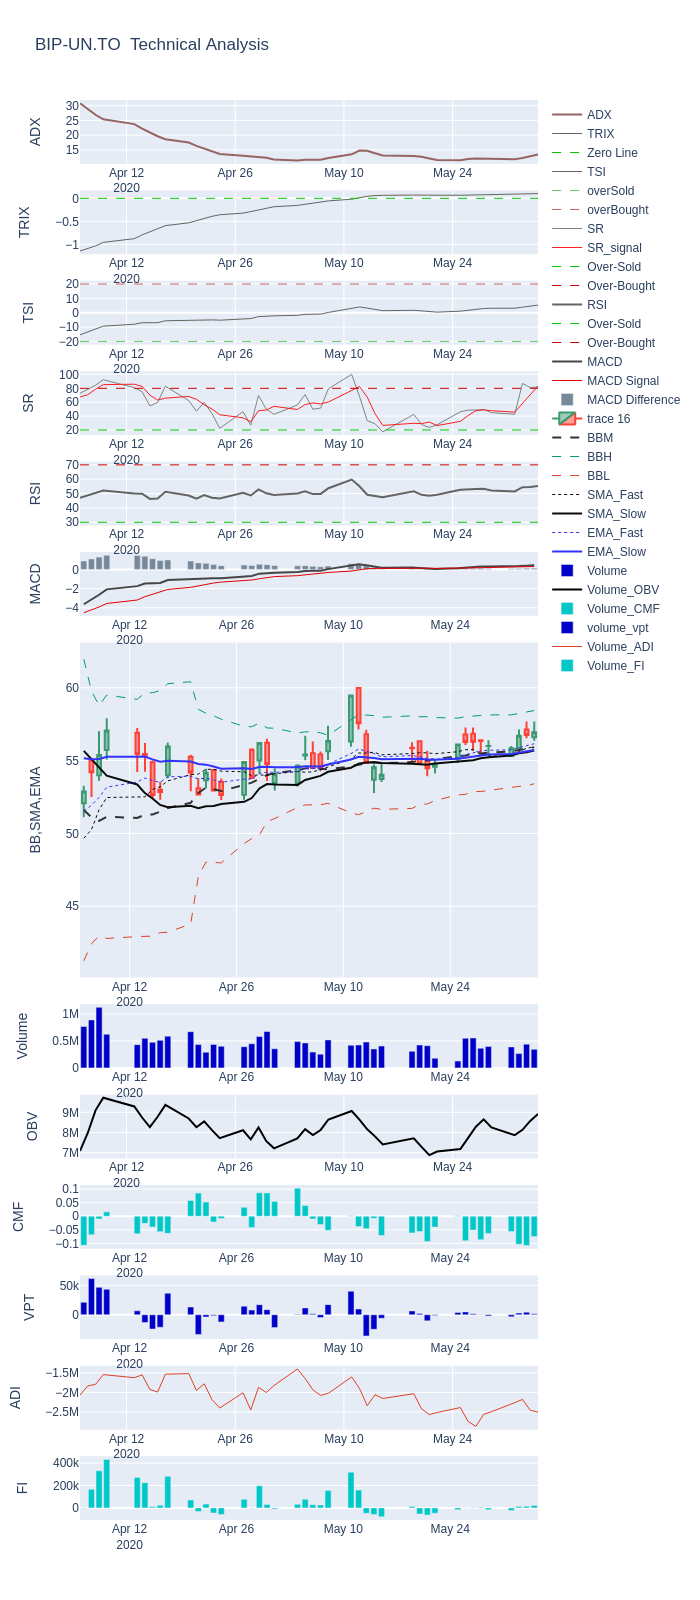 BIP-UN.TO  Technical Analysis
ADX
30
25
20
15
Apr 12
2020
Apr 26
May 10
May 24
TRIX
0
−0.5
−1
Apr 12
2020
Apr 26
May 10
May 24
TSI
20
10
0
−10
−20
Apr 12
2020
Apr 26
May 10
May 24
SR
100
80
60
40
20
Apr 12
2020
Apr 26
May 10
May 24
RSI
70
60
50
40
30
Apr 12
2020
Apr 26
May 10
May 24
MACD
0
−2
−4
Apr 12
2020
Apr 26
May 10
May 24
BB,SMA,EMA
60
55
50
45
Apr 12
2020
Apr 26
May 10
May 24
Volume
1M
0.5M
0
Apr 12
2020
Apr 26
May 10
May 24
OBV
9M
8M
7M
Apr 12
2020
Apr 26
May 10
May 24
CMF
0.1
0.05
0
−0.05
−0.1
Apr 12
2020
Apr 26
May 10
May 24
VPT
50k
0
Apr 12
2020
Apr 26
May 10
May 24
ADI
−1.5M
−2M
−2.5M
Apr 12
2020
Apr 26
May 10
May 24
FI
400k
200k
0
Apr 12
2020
Apr 26
May 10
May 24
ADX
TRIX
Zero Line
TSI
overSold
overBought
SR
SR_signal
Over-Sold
Over-Bought
RSI
Over-Sold
Over-Bought
MACD
MACD Signal
MACD Difference
trace 16
BBM
BBH
BBL
SMA_Fast
SMA_Slow
EMA_Fast
EMA_Slow
Volume
Volume_OBV
Volume_CMF
volume_vpt
Volume_ADI
Volume_FI